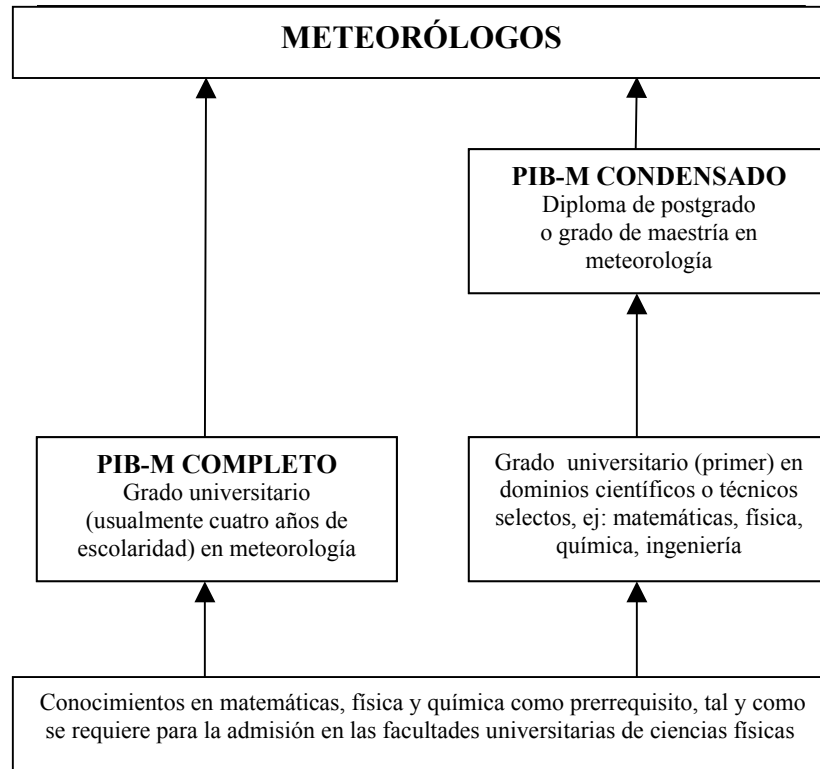 METEORÓLOGOS
PIB-M CONDENSADO
Diploma de postgrado
o grado de maestría en
meteorología
PIB-M COMPLETO
Grado universitario
(usualmente cuatro años de
escolaridad) en meteorología
Grado universitario (primer) en
dominios científicos o técnicos
selectos, ej: matemáticas, física,
química, ingeniería
Conocimientos en matemáticas, física y química como prerrequisito, tal y como
se requiere para la admisión en las facultades universitarias de ciencias físicas